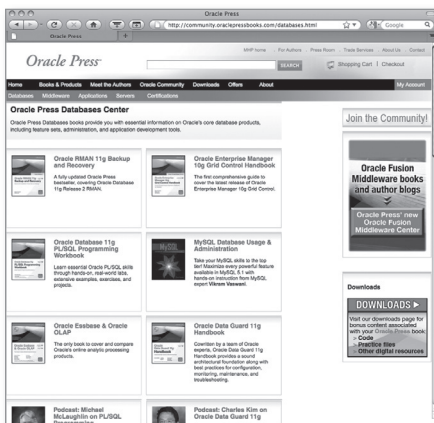 Oracle Press
http://community.oraclepressbooks.com/databases.html
Google
Oracle Press
MHP home For Authors Press Room Trade Services About Us Contact
Oracle Press
SEARCH
Shopping Cart | Checkout
Home Books & Products Meet the Authors Oracle Community Downloads Offers About My Account
Databases Middleware Applications Servers Certifications
Oracle Press Databases Center
Oracle Press Databases books provide you with essential information on Oracle's core database products,
including feature sets, administration, and application development tools.
Oracle RMAN 11g Backup
and Recovery
A fully updated Oracle Press
bestseller, covering Oracle Database
11g Release 2 RMAN.
Oracle Enterprise Manager
10g Grid Control Handbook
The first comprehensive guide to
cover the latest release of Oracle
Enterprise Manager 10g Grid Control.
Oracle Database 11g
PL/SQL Programming
Workbook
Learn essential Oracle PL/SQL skills
through hands-on, real-world labs,
extensive examples, exercises, and
projects.
MySQL
MySQL Database Usage &
Administration
Take your MySQL skills to the top
tier! Maximize every powerful feature
available in MySQL 5.1 with
hands-on instruction from MySQL
expert Vikram Vaswani.
Oracle Essbase & Oracle
OLAP
The only book to cover and compare
Oracle's online analytic processing
products.
Handbook
Oracle Data Guard 11g
Handbook
Cowritten by a team of Oracle
experts, Oracle Data Guard 11g
Handbook provides a sound
architectural foundation along with
best practices for configuration,
monitoring, maintenance, and
troubleshooting.
Podcast: Michael
McLaughlin on PL/SQL
Programming
Podcast: Charles Kim on
Oracle Data Guard 11g
Join the Community!
Oracle Fusion
Middleware books
and author blogs
Oracle Press' new
Oracle Fusion
Middleware Center
Downloads
DOWNLOADS
Visit our downloads page for
bonus content associated
with your Oracle Press book
> Code
> Practice files
> Other digital resources